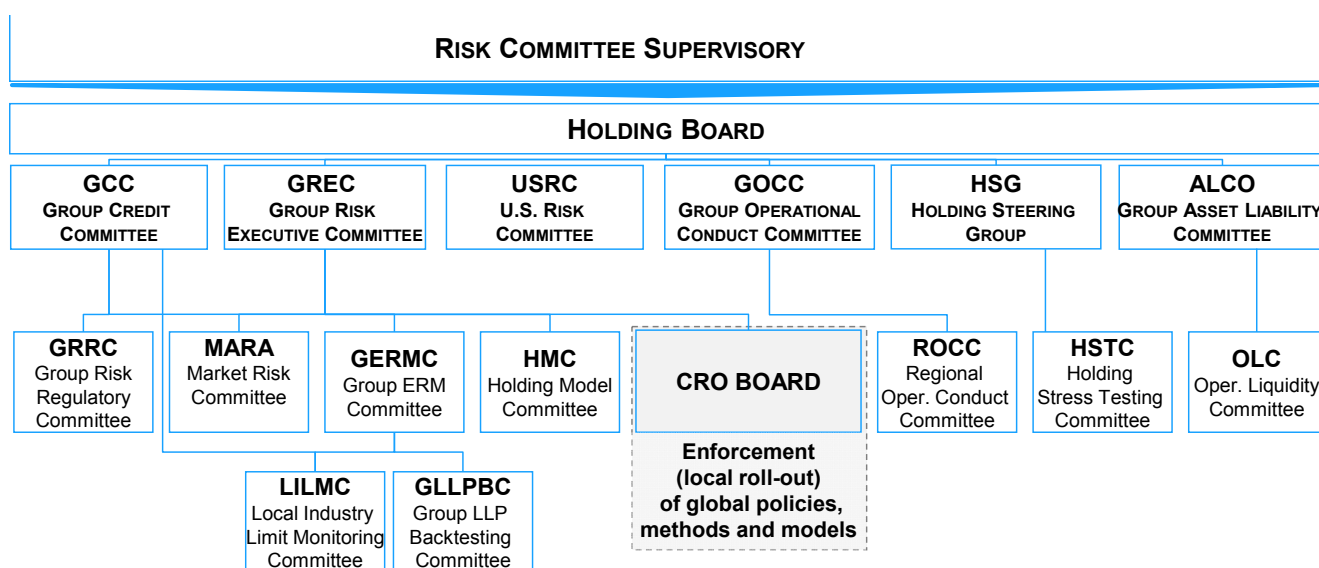 RISK COMMITTEE SUPERVISORY
HOLDING BOARD
GCC
GROUP CREDIT
COMMITTEE
GREC
GROUP RISK
EXECUTIVE COMMITTEE
USRC
U.S. RISK
COMMITTEE
GOCC
GROUP OPERATIONAL
CONDUCT COMMITTEE
HSG
HOLDING STEERING
GROUP
ALCO
GROUP ASSET LIABILITY
COMMITTEE
GRRC
Group Risk
Regulatory
Committee
MARA
Market Risk
Committee
GERMC
Group ERM
Committee
HMC
Holding Model
Committee
CRO BOARD
Enforcement
(local roll-out)
of global policies,
methods and models
ROCC
Regional
Oper. Conduct
Committee
HSTC
Holding
Stress Testing
Committee
OLC
Oper. Liquidity
Committee
LILMC
Local Industry
Limit Monitoring
Committee
GLLPBC
Group LLP
Backtesting
Committee